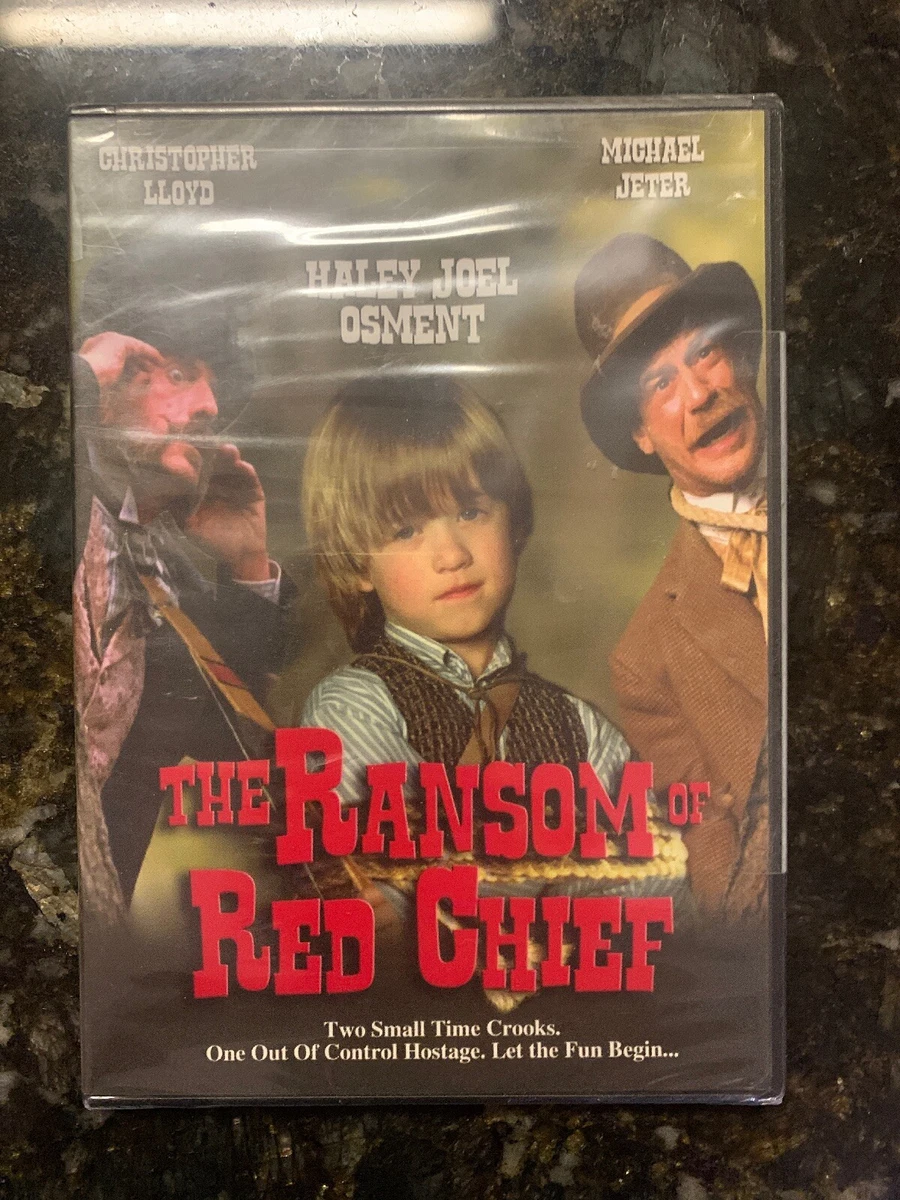 CHRISTOPHER
LLOYD
MICHAEL
JETER
HALEY JOEL
OSMENT
THE RANSOM OF
RED CHIEF
Two Small Time Crooks.
One Out Of Control Hostage. Let the Fun Begin...